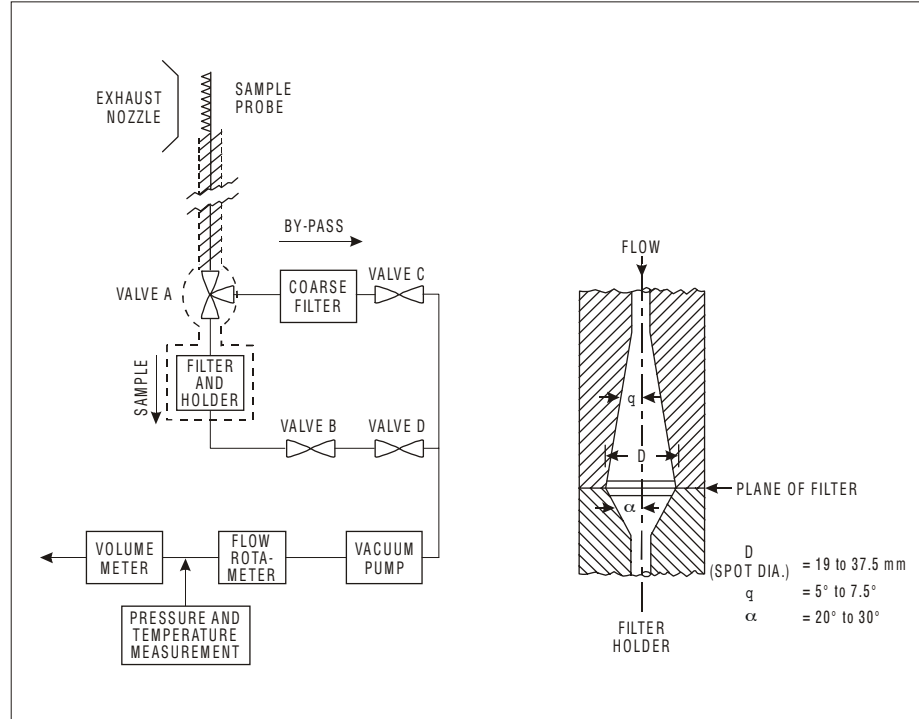 EXHAUST
NOZZLE
SAMPLE
PROBE
BY-PASS
VALVE A
COARSE
FILTER
VALVE C
SAMPLE
FILTER
AND
HOLDER
VALVE B
VALVE D
VOLUME
METER
FLOW
ROTA-
METER
VACUUM
PUMP
PRESSURE AND
TEMPERATURE
MEASUREMENT
FLOW
q
D
α
PLANE OF FILTER
FILTER
HOLDER
D
(SPOT DIA.) = 19 to 37.5 mm
q = 5° to 7.5°
α = 20° to 30°